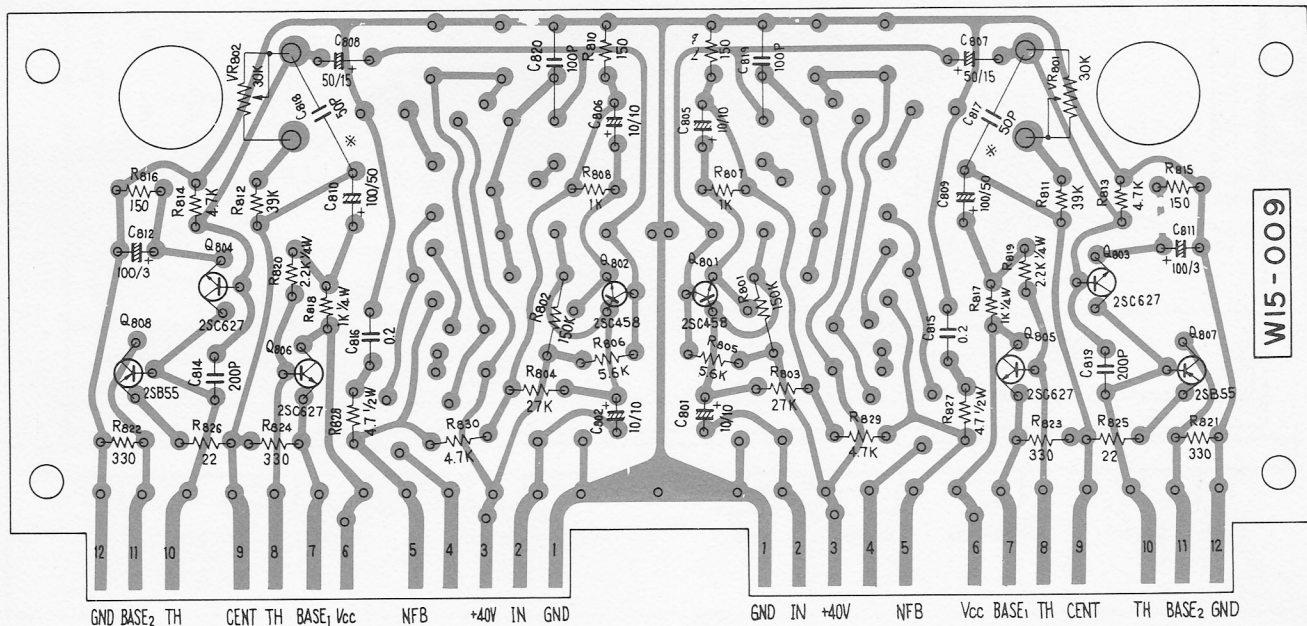 VR802
30K
C808
50/15
C818
50P
※
C820
100P
R810
150
C806
10/10
R816
150
R814
4.7K
R812
39K
C810
100/50
R808
1K
C812
100/3
Q804
2SC627
R820
2.2K 1/4W
R818
1K 1/4W
Q802
2SC458
R802
150K
Q808
2SB55
C814
200P
Q806
2SC627
C816
0.2
R806
5.6K
R804
27K
C802
10/10
R828
4.7 1/2W
R830
4.7K
R822
330
R826
22
R824
330
150
C819
100P
C807
50/15
VR801
30K
C817
50P
※
C805
10/10
R807
1K
C809
100/50
R811
39K
R813
4.7K
R815
150
C811
100/3
Q801
2SC458
R801
150K
R819
2.2K 1/4W
R817
1K 1/4W
Q803
2SC627
C815
0.2
Q805
2SC627
C819
200P
Q807
2SB55
R805
5.6K
R803
27K
C801
10/10
R829
4.7K
R827
4.7 1/2W
R823
330
R825
22
R821
330
W15-009
12 11 10 9 8 7 6 5 4 3 2 1
1 2 3 4 5 6 7 8 9 10 11 12
GND BASE2 TH CENT TH BASE1 Vcc NFB +40V IN GND
GND IN +40V NFB Vcc BASE1 TH CENT TH BASE2 GND